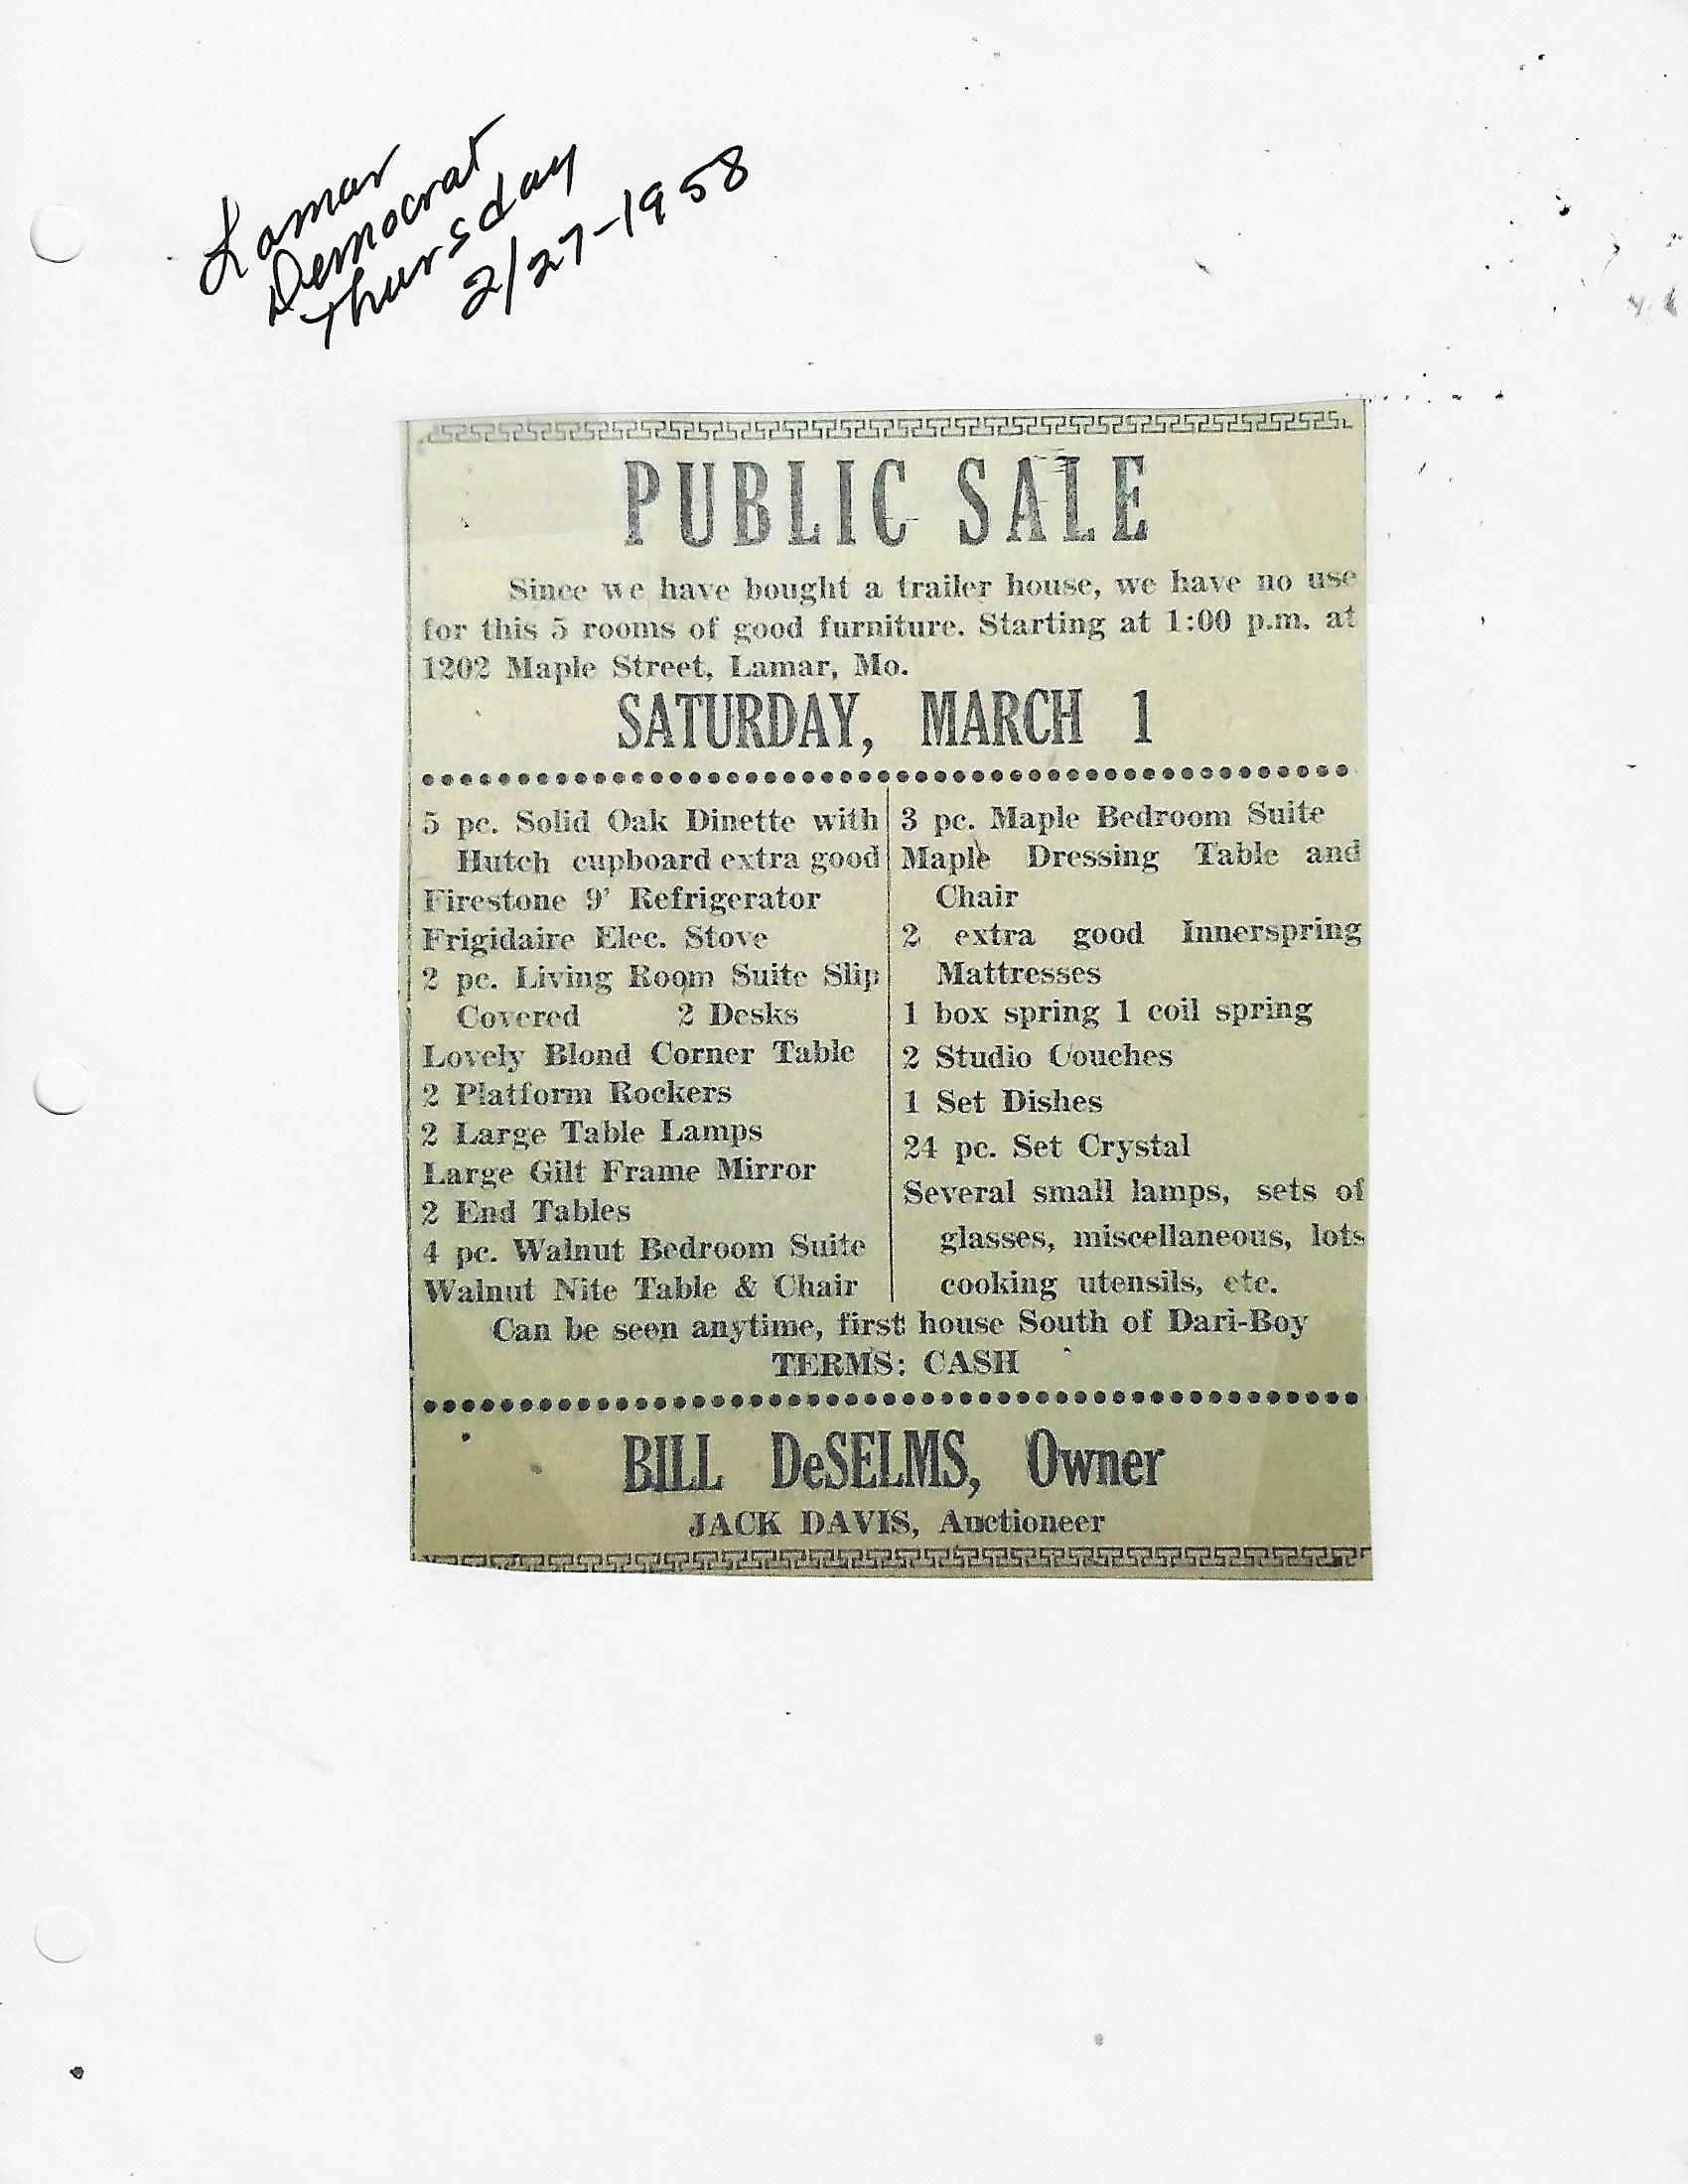 Lamar
Democrat
Thursday
2/27-1958
PUBLIC SALE
Since we have bought a trailer house, we have no use
for this 5 rooms of good furniture. Starting at 1:00 p.m. at
1202 Maple Street, Lamar, Mo.
SATURDAY, MARCH 1
5 pc. Solid Oak Dinette with
Hutch cupboard extra good
Firestone 9' Refrigerator
Frigidaire Elec. Stove
2 pc. Living Room Suite Slip
Covered 2 Desks
Lovely Blond Corner Table
2 Platform Rockers
2 Large Table Lamps
Large Gilt Frame Mirror
2 End Tables
4 pc. Walnut Bedroom Suite
Walnut Nite Table & Chair
3 pc. Maple Bedroom Suite
Maple Dressing Table and
Chair
2 extra good Innerspring
Mattresses
1 box spring 1 coil spring
2 Studio Couches
1 Set Dishes
24 pc. Set Crystal
Several small lamps, sets of
glasses, miscellaneous, lots
cooking utensils, etc.
Can be seen anytime, first house South of Dari-Boy
TERMS: CASH
BILL DeSELMS, Owner
JACK DAVIS, Auctioneer